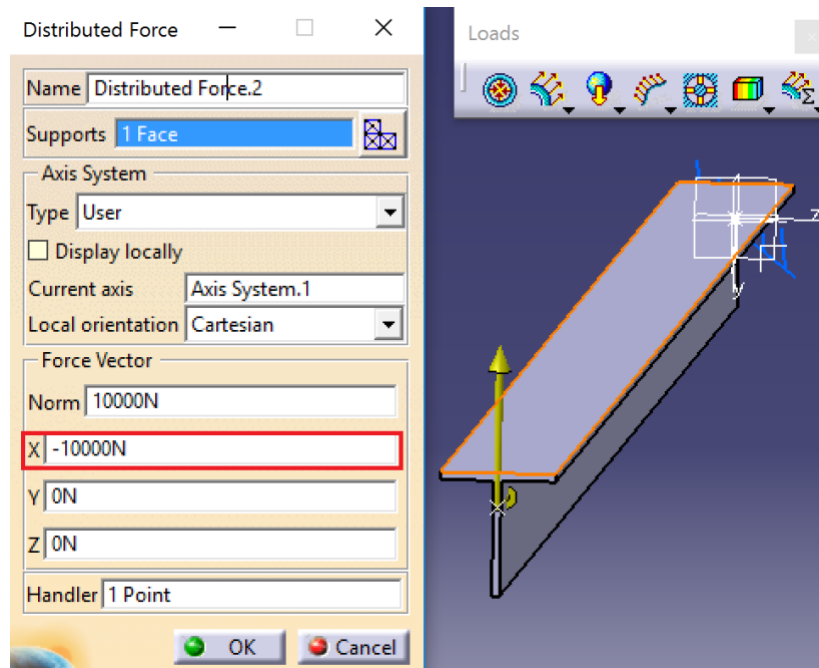 Distributed Force
Name Distributed Force.2
Supports 1 Face
Axis System
Type User
Display locally
Current axis Axis System.1
Local orientation Cartesian
Force Vector
Norm 10000N
X -10000N
Y 0N
Z 0N
Handler 1 Point
OK Cancel
Loads
Σ
z
y